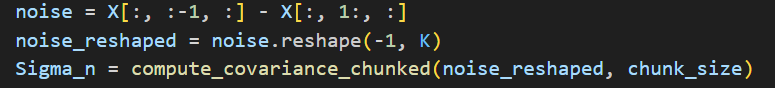 noise = X[:, :-1, :] - X[:, 1:, :]
noise_reshaped = noise.reshape(-1, K)
Sigma_n = compute_covariance_chunked(noise_reshaped, chunk_size)